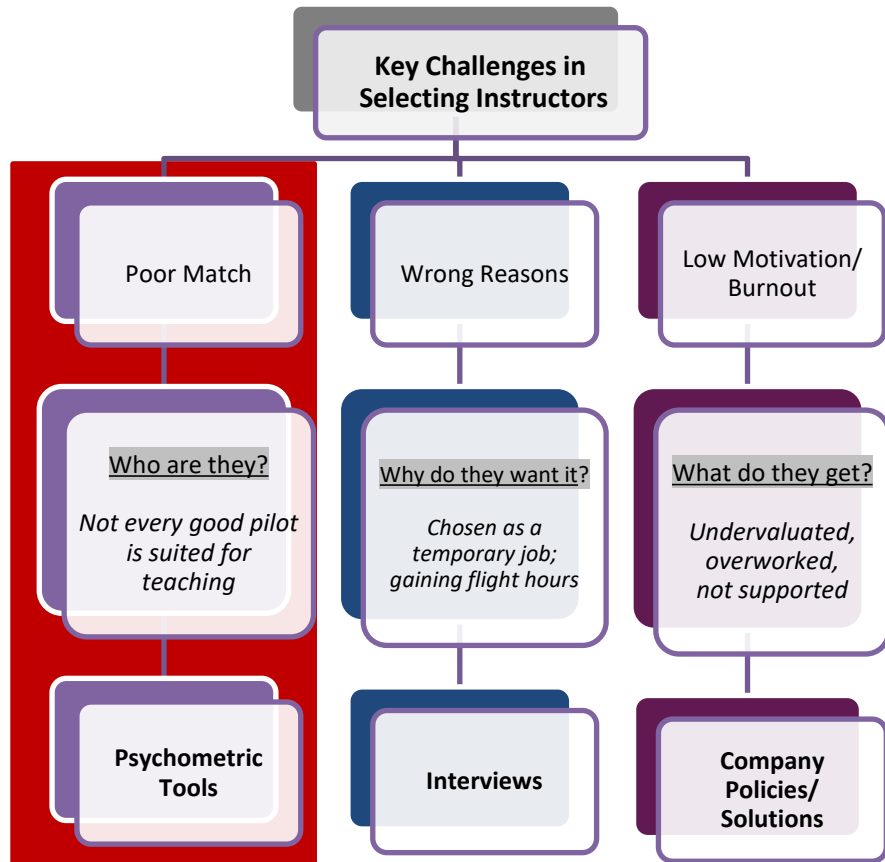 Key Challenges in
Selecting Instructors
Poor Match
Wrong Reasons
Low Motivation/
Burnout
Who are they?
Not every good pilot
is suited for
teaching
Why do they want it?
Chosen as a
temporary job;
gaining flight hours
What do they get?
Undervaluated,
overworked,
not supported
Psychometric
Tools
Interviews
Company
Policies/
Solutions